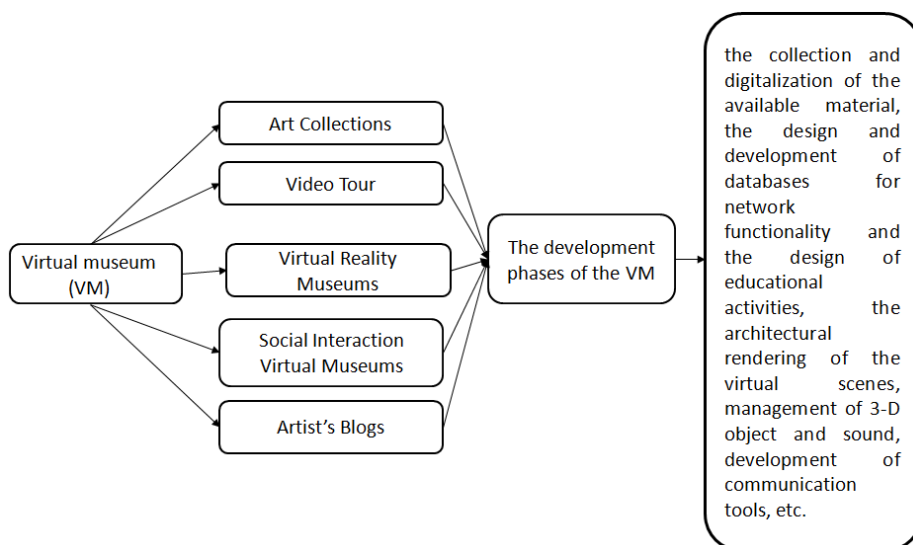 Virtual museum
(VM)
Art Collections
Video Tour
Virtual Reality
Museums
Social Interaction
Virtual Museums
Artist’s Blogs
The development
phases of the VM
the collection and
digitalization of the
available material,
the design and
development of
databases for
network
functionality and
the design of
educational
activities, the
architectural
rendering of the
virtual scenes,
management of 3-D
object and sound,
development of
communication
tools, etc.